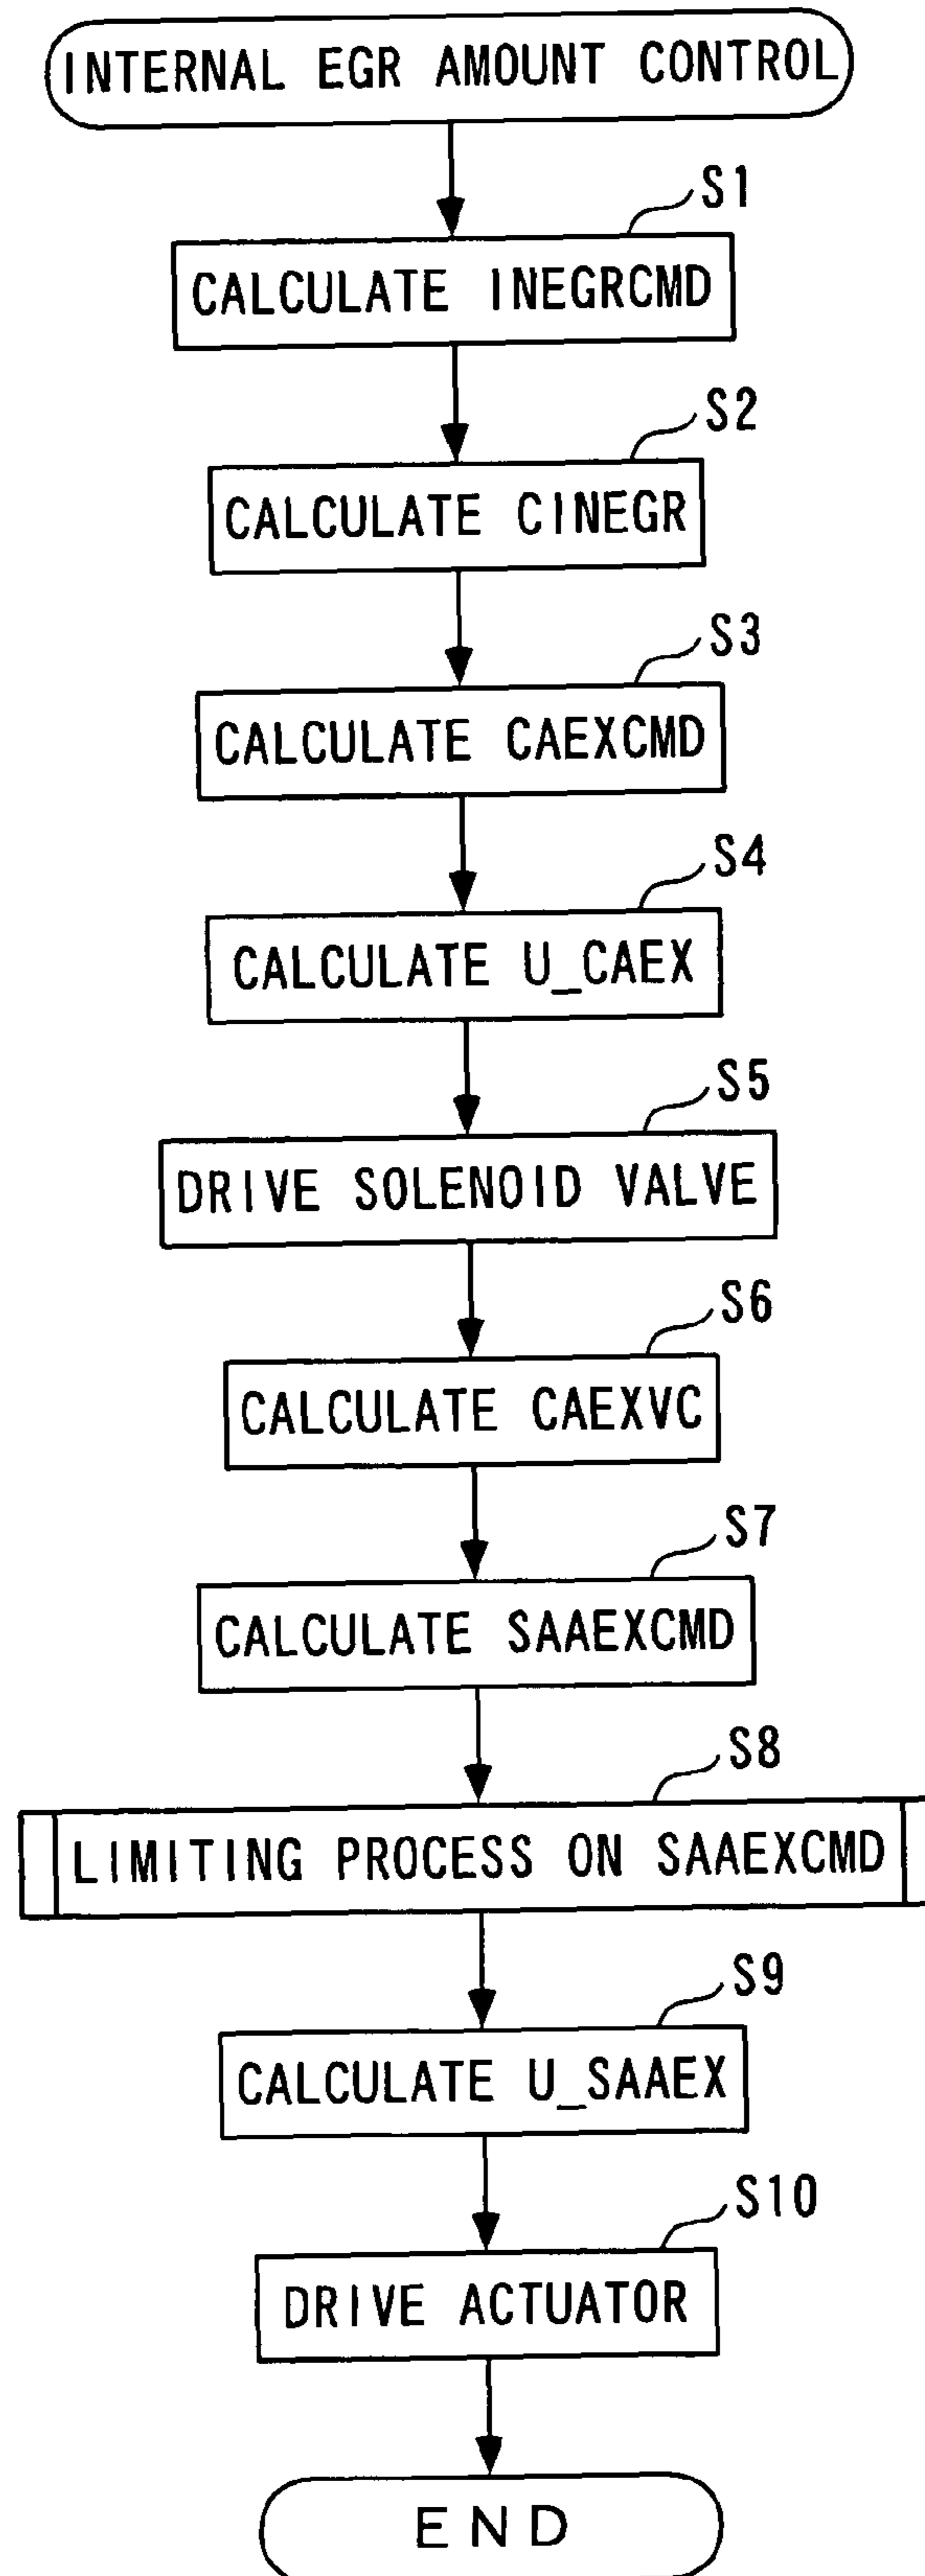 INTERNAL EGR AMOUNT CONTROL
S1
CALCULATE INEGRCMD
S2
CALCULATE CINEGR
S3
CALCULATE CAEXCMD
S4
CALCULATE U_CAEX
S5
DRIVE SOLENOID VALVE
S6
CALCULATE CAEXVC
S7
CALCULATE SAAEXCMD
S8
LIMITING PROCESS ON SAAEXCMD
S9
CALCULATE U_SAAEX
S10
DRIVE ACTUATOR
END